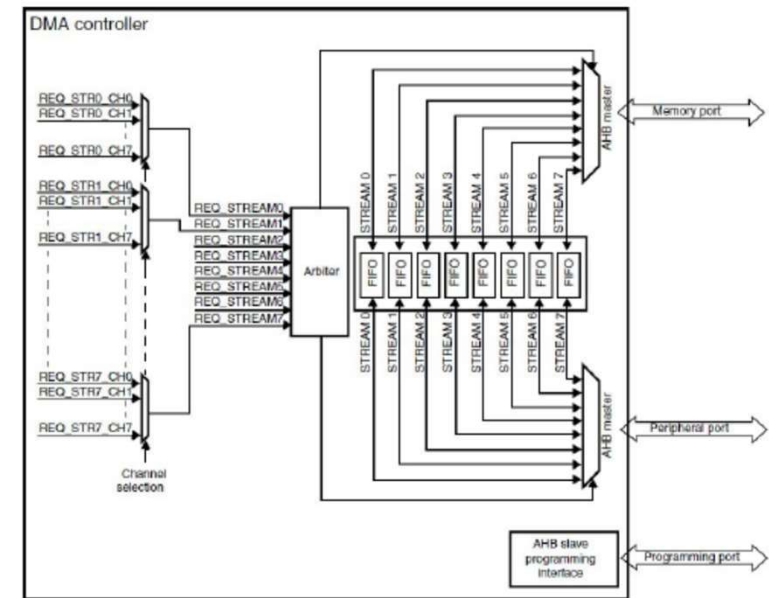 DMA controller
REQ_STR0_CH0
REQ_STR0_CH1
REQ_STR0_CH7
REQ_STR1_CH0
REQ_STR1_CH1
REQ_STR1_CH7
REQ_STR7_CH0
REQ_STR7_CH1
REQ_STR7_CH7
Channel
selection
REQ_STREAM0
REQ_STREAM1
REQ_STREAM2
REQ_STREAM3
REQ_STREAM4
REQ_STREAM5
REQ_STREAM6
REQ_STREAM7
Arbiter
STREAM 0
STREAM 1
STREAM 2
STREAM 3
STREAM 4
STREAM 5
STREAM 6
STREAM 7
FIFO
FIFO
FIFO
FIFO
FIFO
FIFO
FIFO
FIFO
STREAM 0
STREAM 1
STREAM 2
STREAM 3
STREAM 4
STREAM 5
STREAM 6
STREAM 7
AHB master
Memory port
AHB master
Peripheral port
AHB slave
programming
interface
Programming port